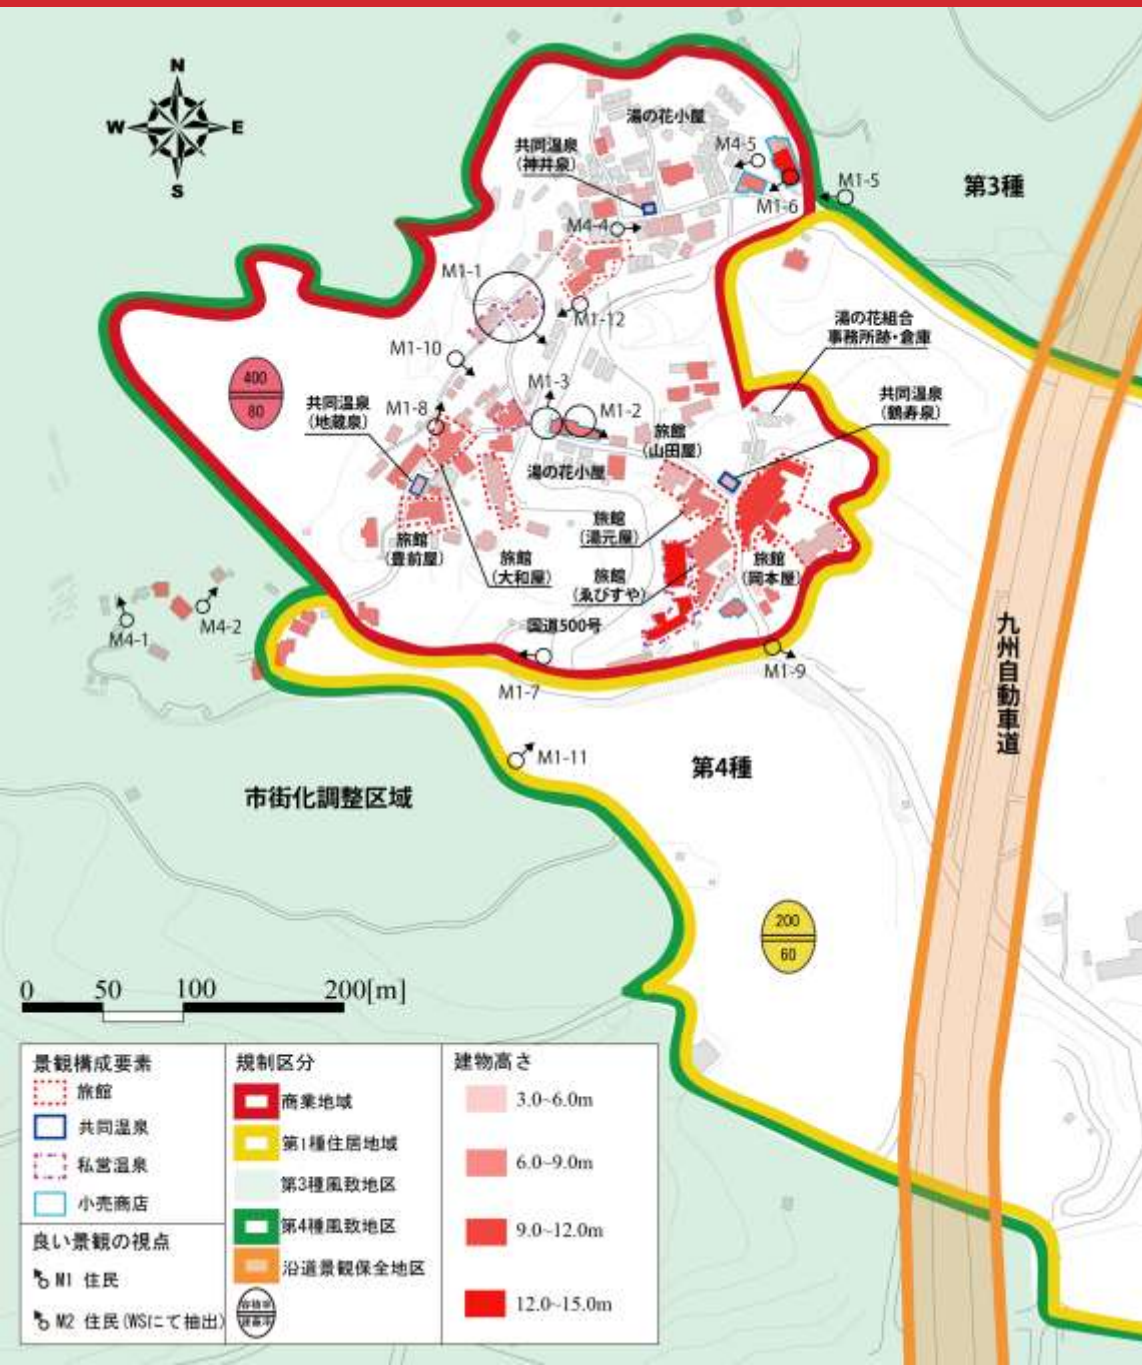 N
W
E
S
湯の花小屋
共同温泉
(神井泉)
M4-5
M1-5
第3種
M1-6
M4-4
M1-1
M1-12
湯の花組合
事務所跡・倉庫
M1-10
400
80
共同温泉
(地蔵泉)
M1-8
M1-3
M1-2
共同温泉
(鶴寿泉)
旅館
(山田屋)
湯の花小屋
旅館
(湯元屋)
旅館
(豊前屋)
旅館
(大和屋)
旅館
(ゑびすや)
旅館
(岡本屋)
M4-1
M4-2
国道500号
M1-7
M1-9
九州自動車道
M1-11
第4種
市街化調整区域
200
60
0 50 100 200[m]
景観構成要素
旅館
共同温泉
私営温泉
小売商店
良い景観の視点
M1 住民
M2 住民(WSにて抽出)
規制区分
商業地域
第1種住居地域
第3種風致地区
第4種風致地区
沿道景観保全地区
容積率
建蔽率
建物高さ
3.0~6.0m
6.0~9.0m
9.0~12.0m
12.0~15.0m